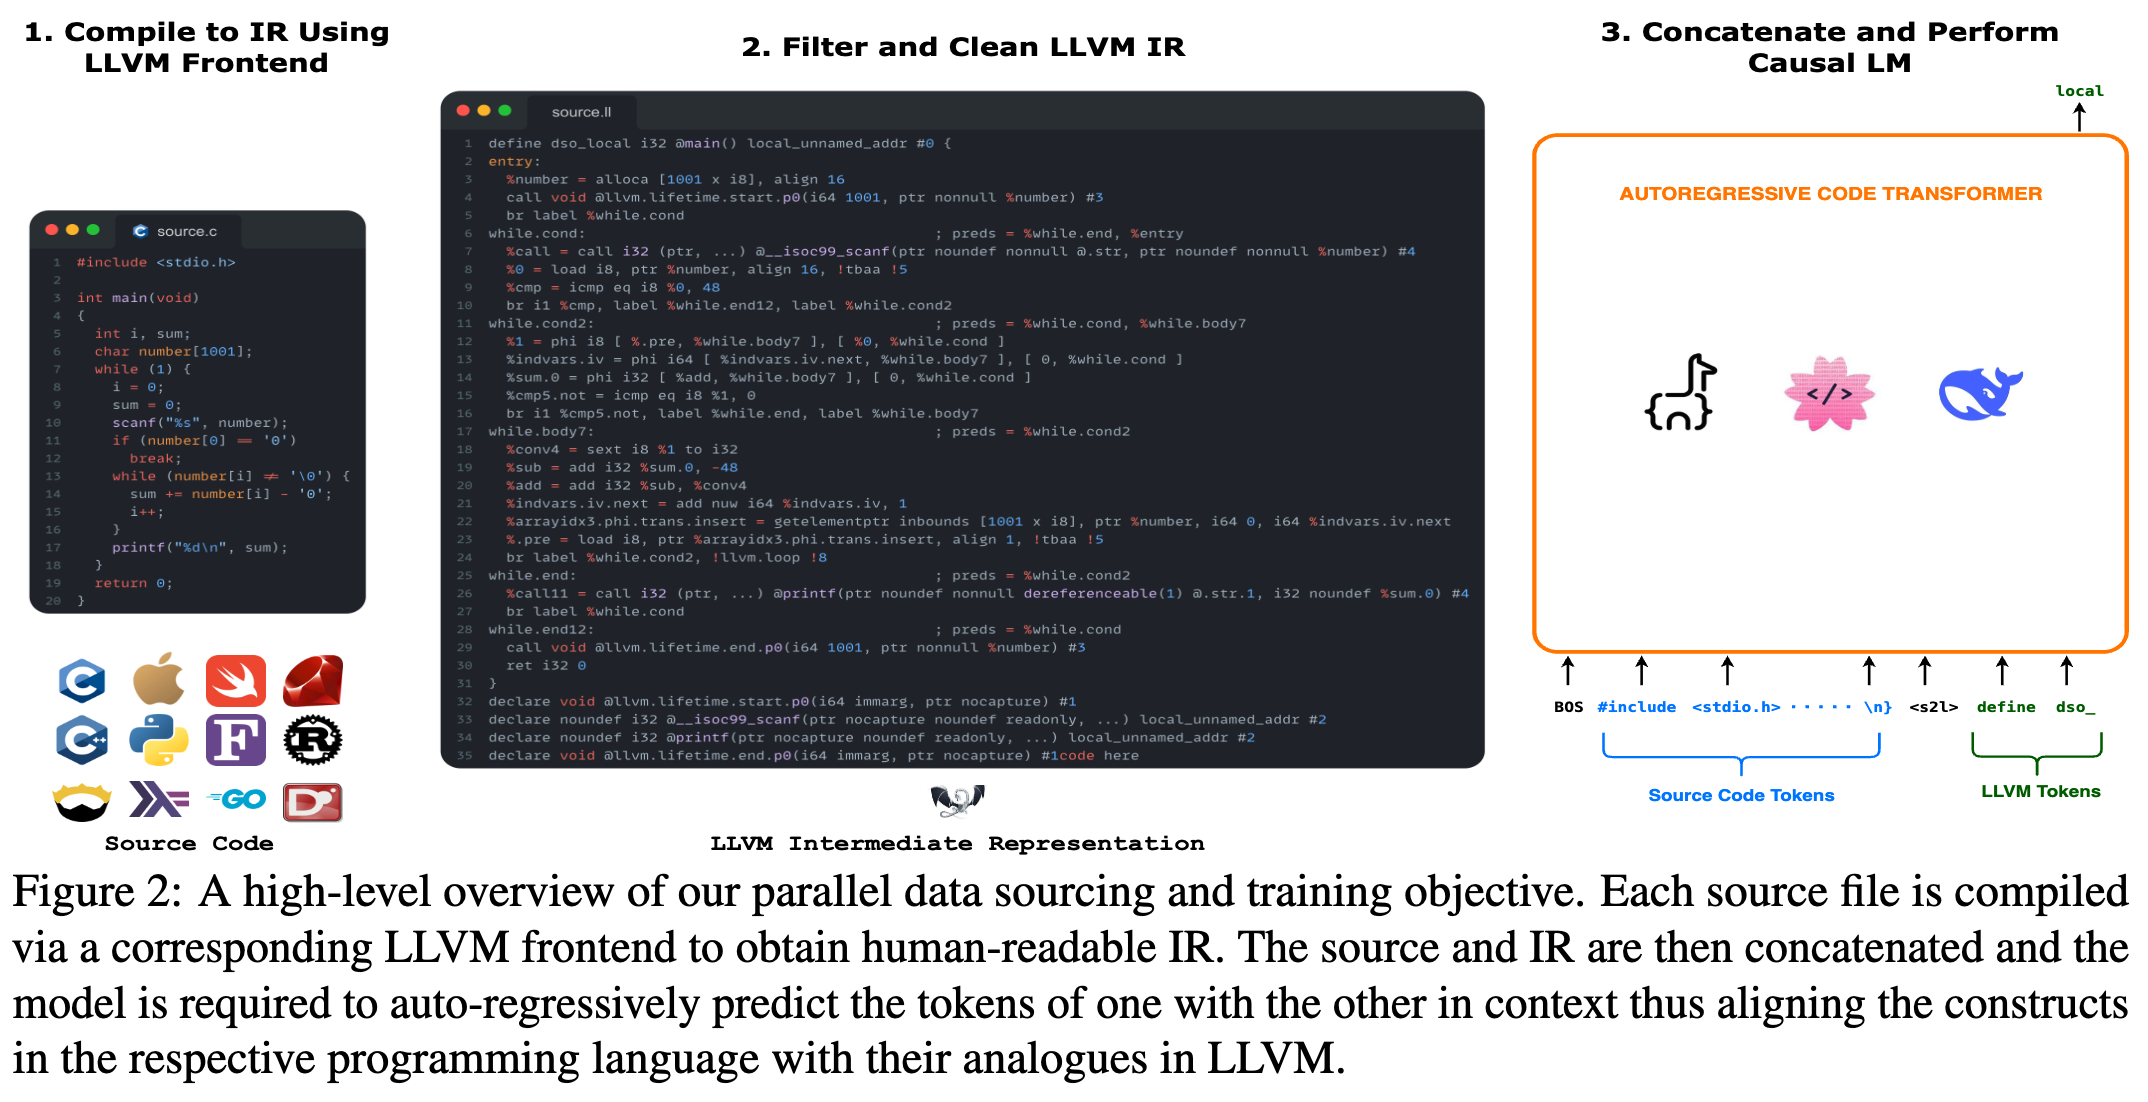 1. Compile to IR Using
LLVM Frontend
source.c
1 #include <stdio.h>
2
3 int main(void)
4 {
5 int i, sum;
6 char number[1001];
7 while (1) {
8 i = 0;
9 sum = 0;
10 scanf("%s", number);
11 if (number[0] == '0')
12 break;
13 while (number[i] ≠ '\0') {
14 sum += number[i] - '0';
15 i++;
16 }
17 printf("%d\n", sum);
18 }
19 return 0;
20 }
C
C++
F
R
GO
D
Source Code
2. Filter and Clean LLVM IR
source.ll
1 define dso_local i32 @main() local_unnamed_addr #0 {
2 entry:
3 %number = alloca [1001 x i8], align 16
4 call void @llvm.lifetime.start.p0(i64 1001, ptr nonnull %number) #3
5 br label %while.cond
6 while.cond: ; preds = %while.end, %entry
7 %call = call i32 (ptr, ...) @__isoc99_scanf(ptr noundef nonnull @.str, ptr noundef nonnull %number) #4
8 %0 = load i8, ptr %number, align 16, !tbaa !5
9 %cmp = icmp eq i8 %0, 48
10 br i1 %cmp, label %while.end12, label %while.cond2
11 while.cond2: ; preds = %while.cond, %while.body7
12 %1 = phi i8 [ %.pre, %while.body7 ], [ %0, %while.cond ]
13 %indvars.iv = phi i64 [ %indvars.iv.next, %while.body7 ], [ 0, %while.cond ]
14 %sum.0 = phi i32 [ %add, %while.body7 ], [ 0, %while.cond ]
15 %cmp5.not = icmp eq i8 %1, 0
16 br i1 %cmp5.not, label %while.end, label %while.body7
17 while.body7: ; preds = %while.cond2
18 %conv4 = sext i8 %1 to i32
19 %sub = add i32 %sum.0, -48
20 %add = add i32 %sub, %conv4
21 %indvars.iv.next = add nuw i64 %indvars.iv, 1
22 %arrayidx3.phi.trans.insert = getelementptr inbounds [1001 x i8], ptr %number, i64 0, i64 %indvars.iv.next
23 %.pre = load i8, ptr %arrayidx3.phi.trans.insert, align 1, !tbaa !5
24 br label %while.cond2, !llvm.loop !8
25 while.end: ; preds = %while.cond2
26 %call11 = call i32 (ptr, ...) @printf(ptr noundef nonnull dereferenceable(1) @.str.1, i32 noundef %sum.0) #4
27 br label %while.cond
28 while.end12: ; preds = %while.cond
29 call void @llvm.lifetime.end.p0(i64 1001, ptr nonnull %number) #3
30 ret i32 0
31 }
32 declare void @llvm.lifetime.start.p0(i64 immarg, ptr nocapture) #1
33 declare noundef i32 @__isoc99_scanf(ptr nocapture noundef readonly, ...) local_unnamed_addr #2
34 declare noundef i32 @printf(ptr nocapture noundef readonly, ...) local_unnamed_addr #2
35 declare void @llvm.lifetime.end.p0(i64 immarg, ptr nocapture) #1code here
LLVM Intermediate Representation
3. Concatenate and Perform
Causal LM
local
AUTOREGRESSIVE CODE TRANSFORMER
</>
BOS #include <stdio.h> ····· \n} <s2l> define dso_
Source Code Tokens
LLVM Tokens
Figure 2: A high-level overview of our parallel data sourcing and training objective. Each source file is compiled
via a corresponding LLVM frontend to obtain human-readable IR. The source and IR are then concatenated and the
model is required to auto-regressively predict the tokens of one with the other in context thus aligning the constructs
in the respective programming language with their analogues in LLVM.